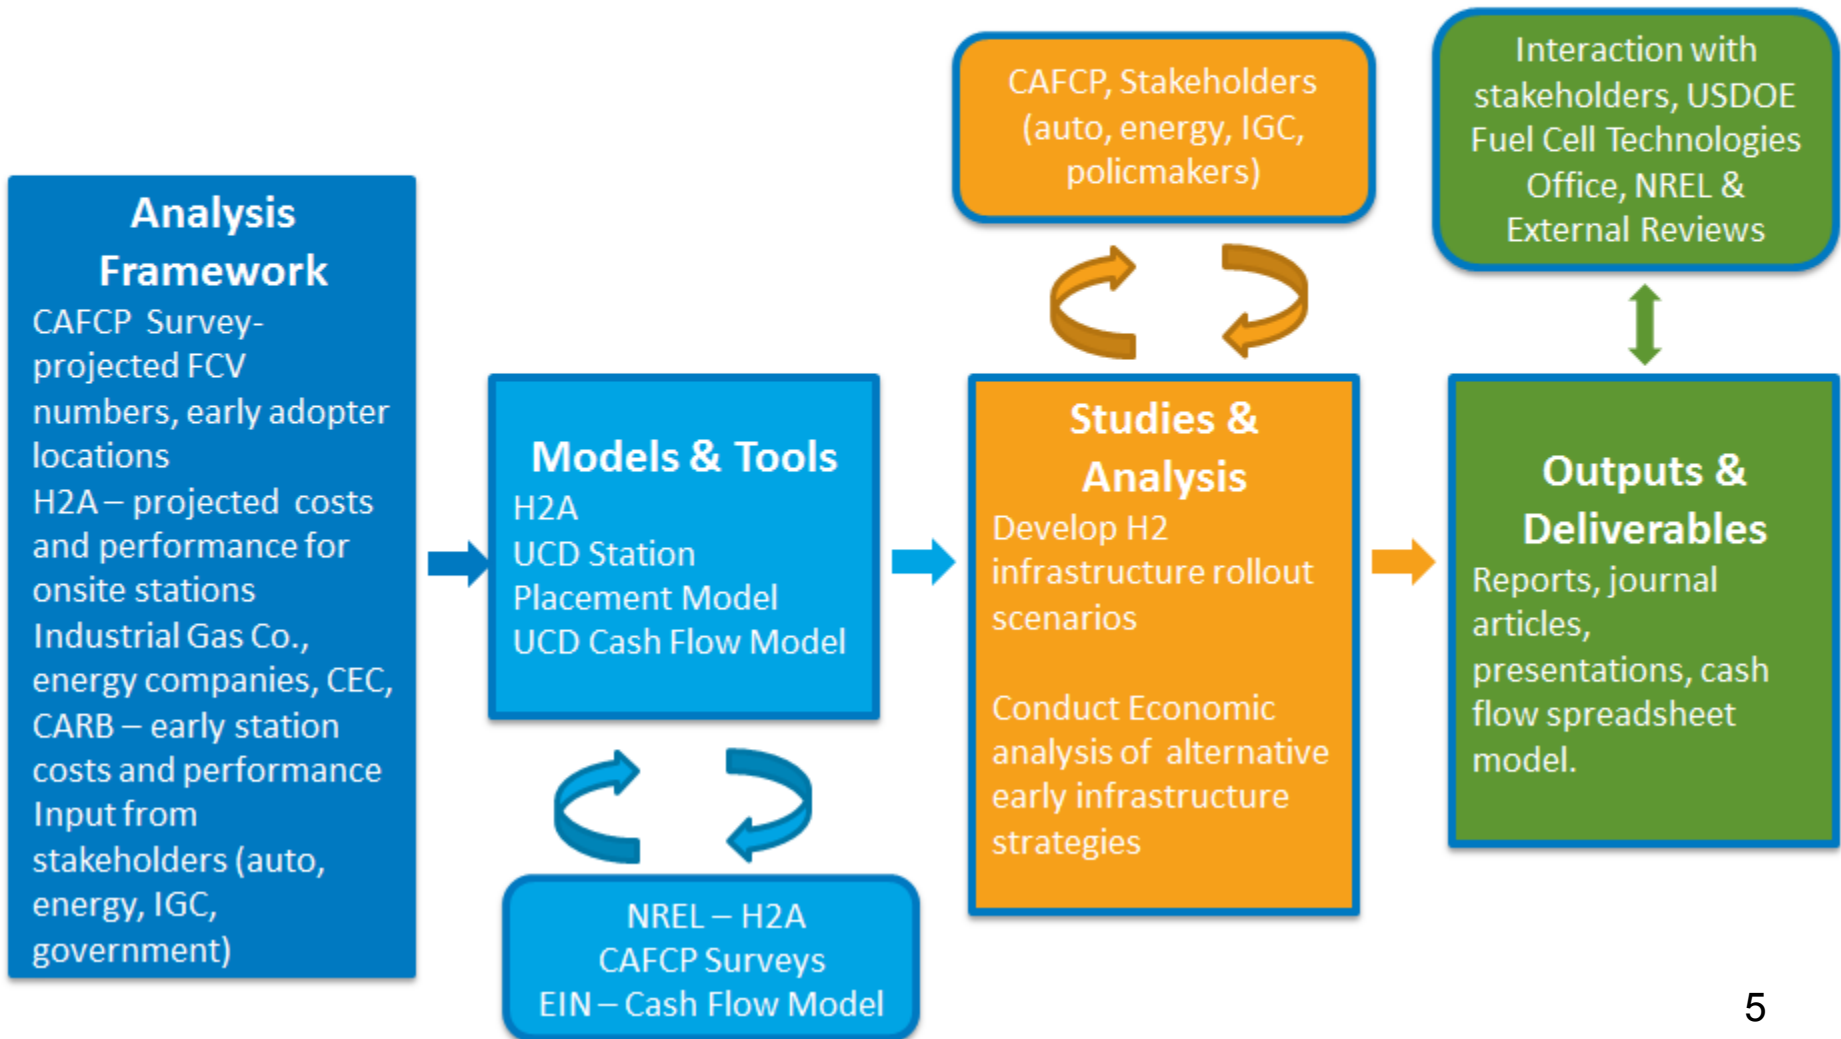 Analysis
Framework
CAFCP Survey-
projected FCV
numbers, early adopter
locations
H2A – projected costs
and performance for
onsite stations
Industrial Gas Co.,
energy companies, CEC,
CARB – early station
costs and performance
Input from
stakeholders (auto,
energy, IGC,
government)
Models & Tools
H2A
UCD Station
Placement Model
UCD Cash Flow Model
NREL – H2A
CAFCP Surveys
EIN – Cash Flow Model
CAFCP, Stakeholders
(auto, energy, IGC,
policmakers)
Studies &
Analysis
Develop H2
infrastructure rollout
scenarios
Conduct Economic
analysis of alternative
early infrastructure
strategies
Interaction with
stakeholders, USDOE
Fuel Cell Technologies
Office, NREL &
External Reviews
Outputs &
Deliverables
Reports, journal
articles,
presentations, cash
flow spreadsheet
model.
5